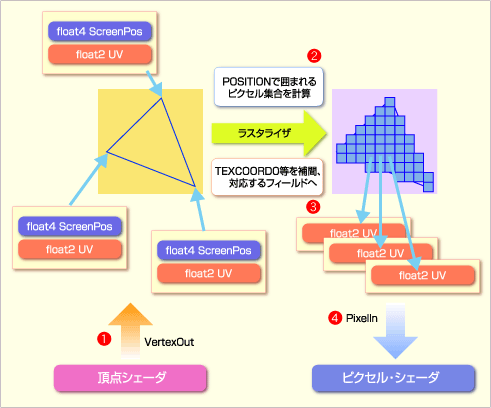 float4 ScreenPos
float2 UV
❷
POSITIONで囲まれる
ピクセル集合を計算
ラスタライザ
TEXCOORD0等を補間、
対応するフィールドへ
❸
float4 ScreenPos
float2 UV
float4 ScreenPos
float2 UV
float2 UV
float2 UV
float2 UV
❶
VertexOut
❹
PixelIn
頂点シェーダ
ピクセル・シェーダ